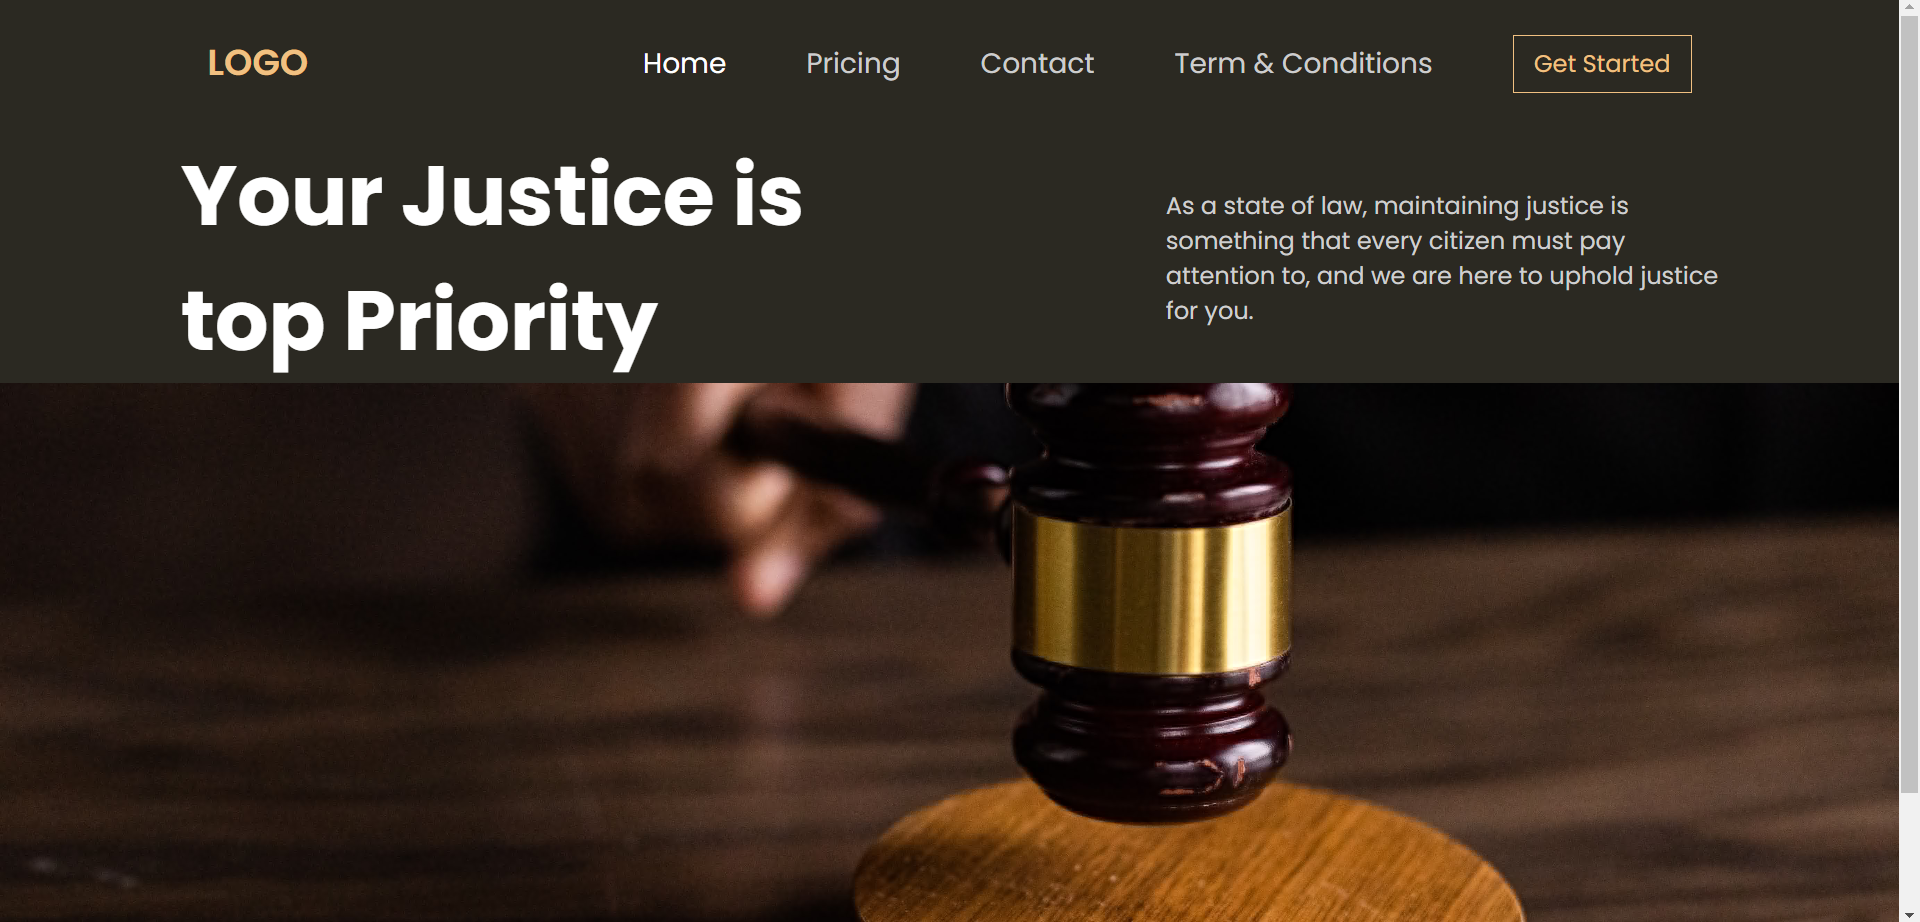 LOGO
Home
Pricing
Contact
Term & Conditions
Get Started
Your Justice is
top Priority
As a state of law, maintaining justice is
something that every citizen must pay
attention to, and we are here to uphold justice
for you.